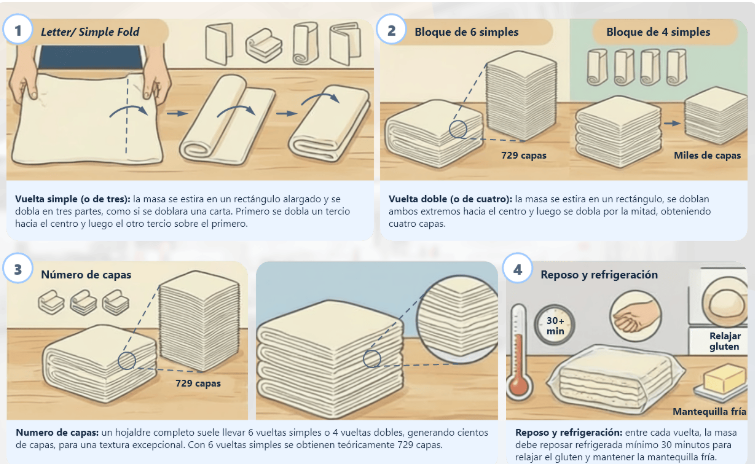 1 Letter/ Simple Fold
Vuelta simple (o de tres): la masa se estira en un rectángulo alargado y se
dobla en tres partes, como si se doblara una carta. Primero se dobla un tercio
hacia el centro y luego el otro tercio sobre el primero.
2 Bloque de 6 simples
Bloque de 4 simples
729 capas
Miles de capas
Vuelta doble (o de cuatro): la masa se estira en un rectángulo, se doblan
ambos extremos hacia el centro y luego se dobla por la mitad, obteniendo
cuatro capas.
3 Número de capas
729 capas
Numero de capas: un hojaldre completo suele llevar 6 vueltas simples o 4 vueltas dobles, generando cientos
de capas, para una textura excepcional. Con 6 vueltas simples se obtienen teóricamente 729 capas.
4 Reposo y refrigeración
30+
min
Relajar
gluten
Mantequilla fría
Reposo y refrigeración: entre cada vuelta, la masa
debe reposar refrigerada mínimo 30 minutos para
relajar el gluten y mantener la mantequilla fría.